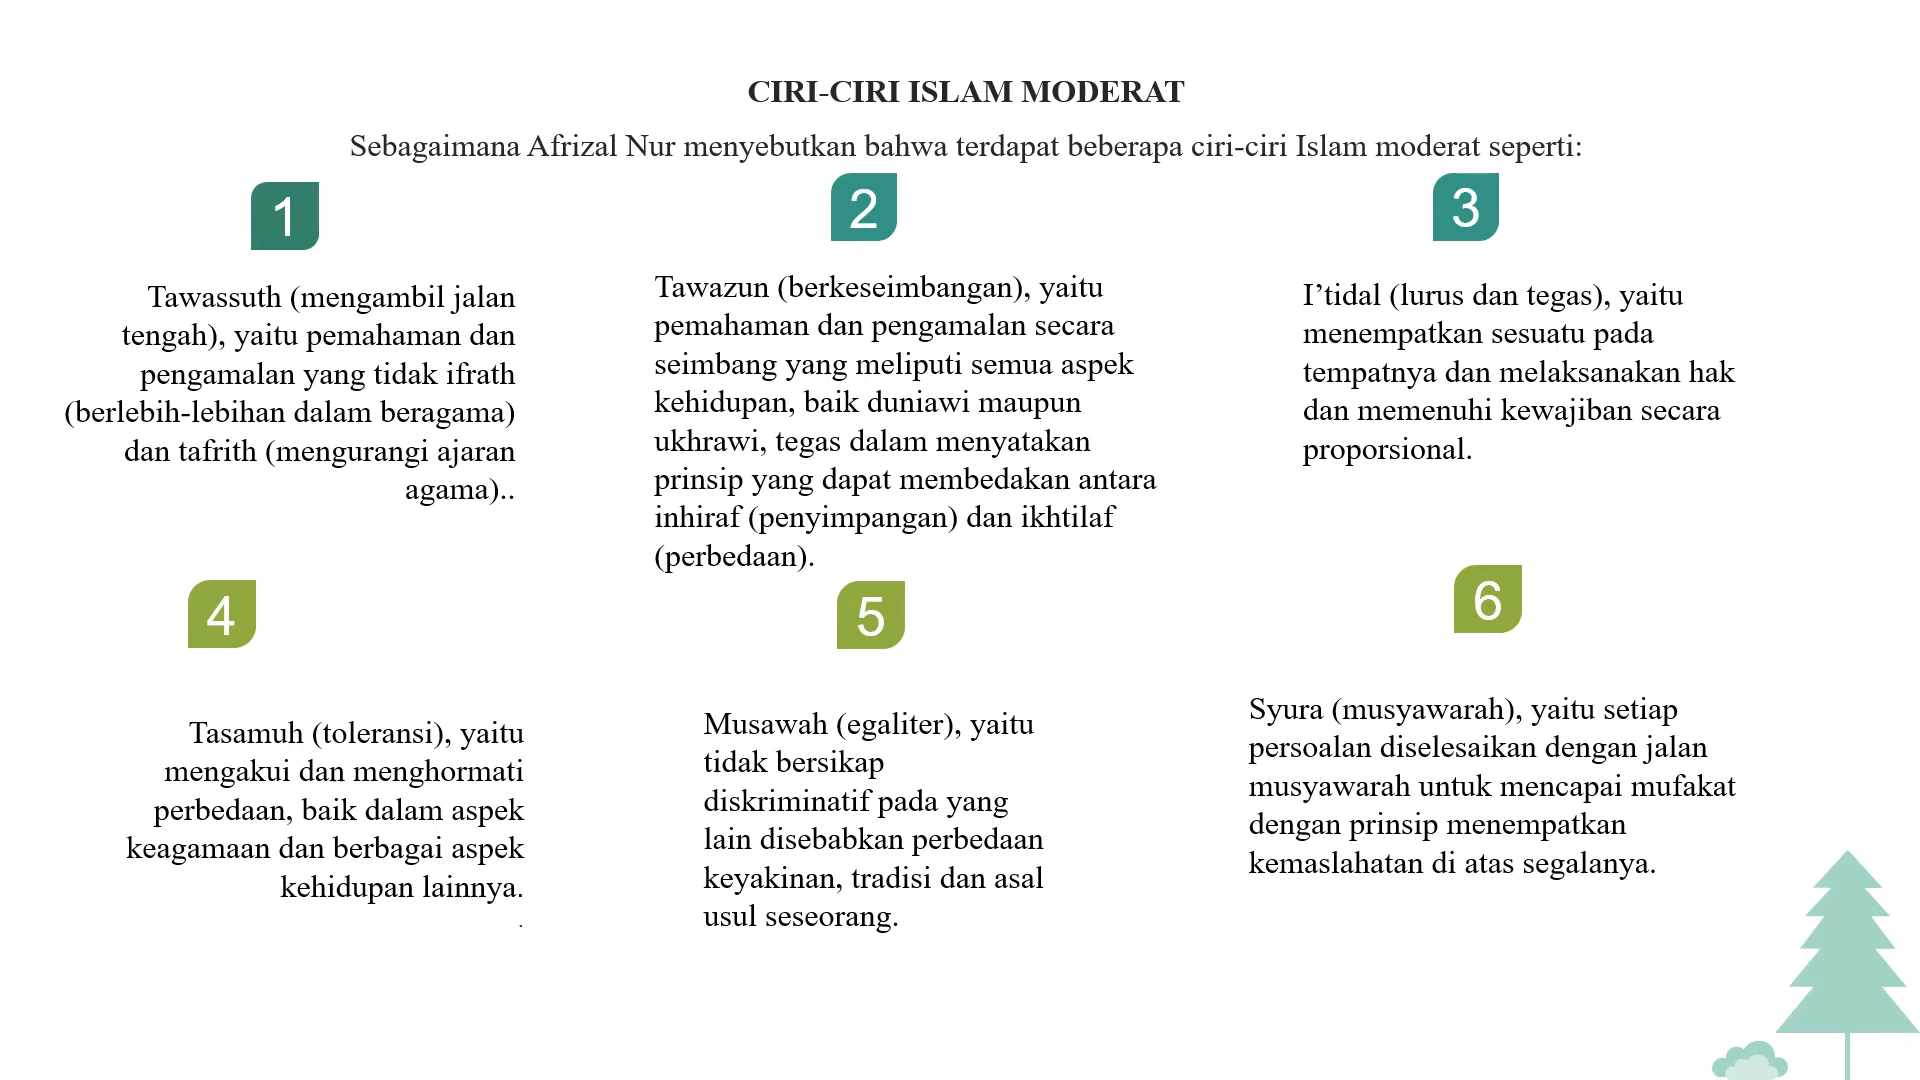 CIRI-CIRI ISLAM MODERAT
Sebagaimana Afrizal Nur menyebutkan bahwa terdapat beberapa ciri-ciri Islam moderat seperti:
1
Tawassuth (mengambil jalan
tengah), yaitu pemahaman dan
pengamalan yang tidak ifrath
(berlebih-lebihan dalam beragama)
dan tafrith (mengurangi ajaran
agama)..
2
Tawazun (berkeseimbangan), yaitu
pemahaman dan pengamalan secara
seimbang yang meliputi semua aspek
kehidupan, baik duniawi maupun
ukhrawi, tegas dalam menyatakan
prinsip yang dapat membedakan antara
inhiraf (penyimpangan) dan ikhtilaf
(perbedaan).
3
I’tidal (lurus dan tegas), yaitu
menempatkan sesuatu pada
tempatnya dan melaksanakan hak
dan memenuhi kewajiban secara
proporsional.
4
Tasamuh (toleransi), yaitu
mengakui dan menghormati
perbedaan, baik dalam aspek
keagamaan dan berbagai aspek
kehidupan lainnya.
.
5
Musawah (egaliter), yaitu
tidak bersikap
diskriminatif pada yang
lain disebabkan perbedaan
keyakinan, tradisi dan asal
usul seseorang.
6
Syura (musyawarah), yaitu setiap
persoalan diselesaikan dengan jalan
musyawarah untuk mencapai mufakat
dengan prinsip menempatkan
kemaslahatan di atas segalanya.